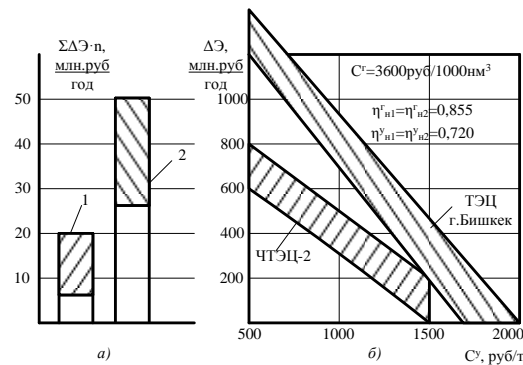 ΣΔЭ·n,
млн.руб
год
50
40
30
20
10
1
2
а)
ΔЭ,
млн.руб
год
1000
800
600
400
200
Cᵍ=3600руб/1000нм³
ηᵍн1=ηᵍн2=0,855
ηʸн1=ηʸн2=0,720
ТЭЦ
г.Бишкек
ЧТЭЦ-2
500
1000
1500
2000
б)
Cʸ, руб/т